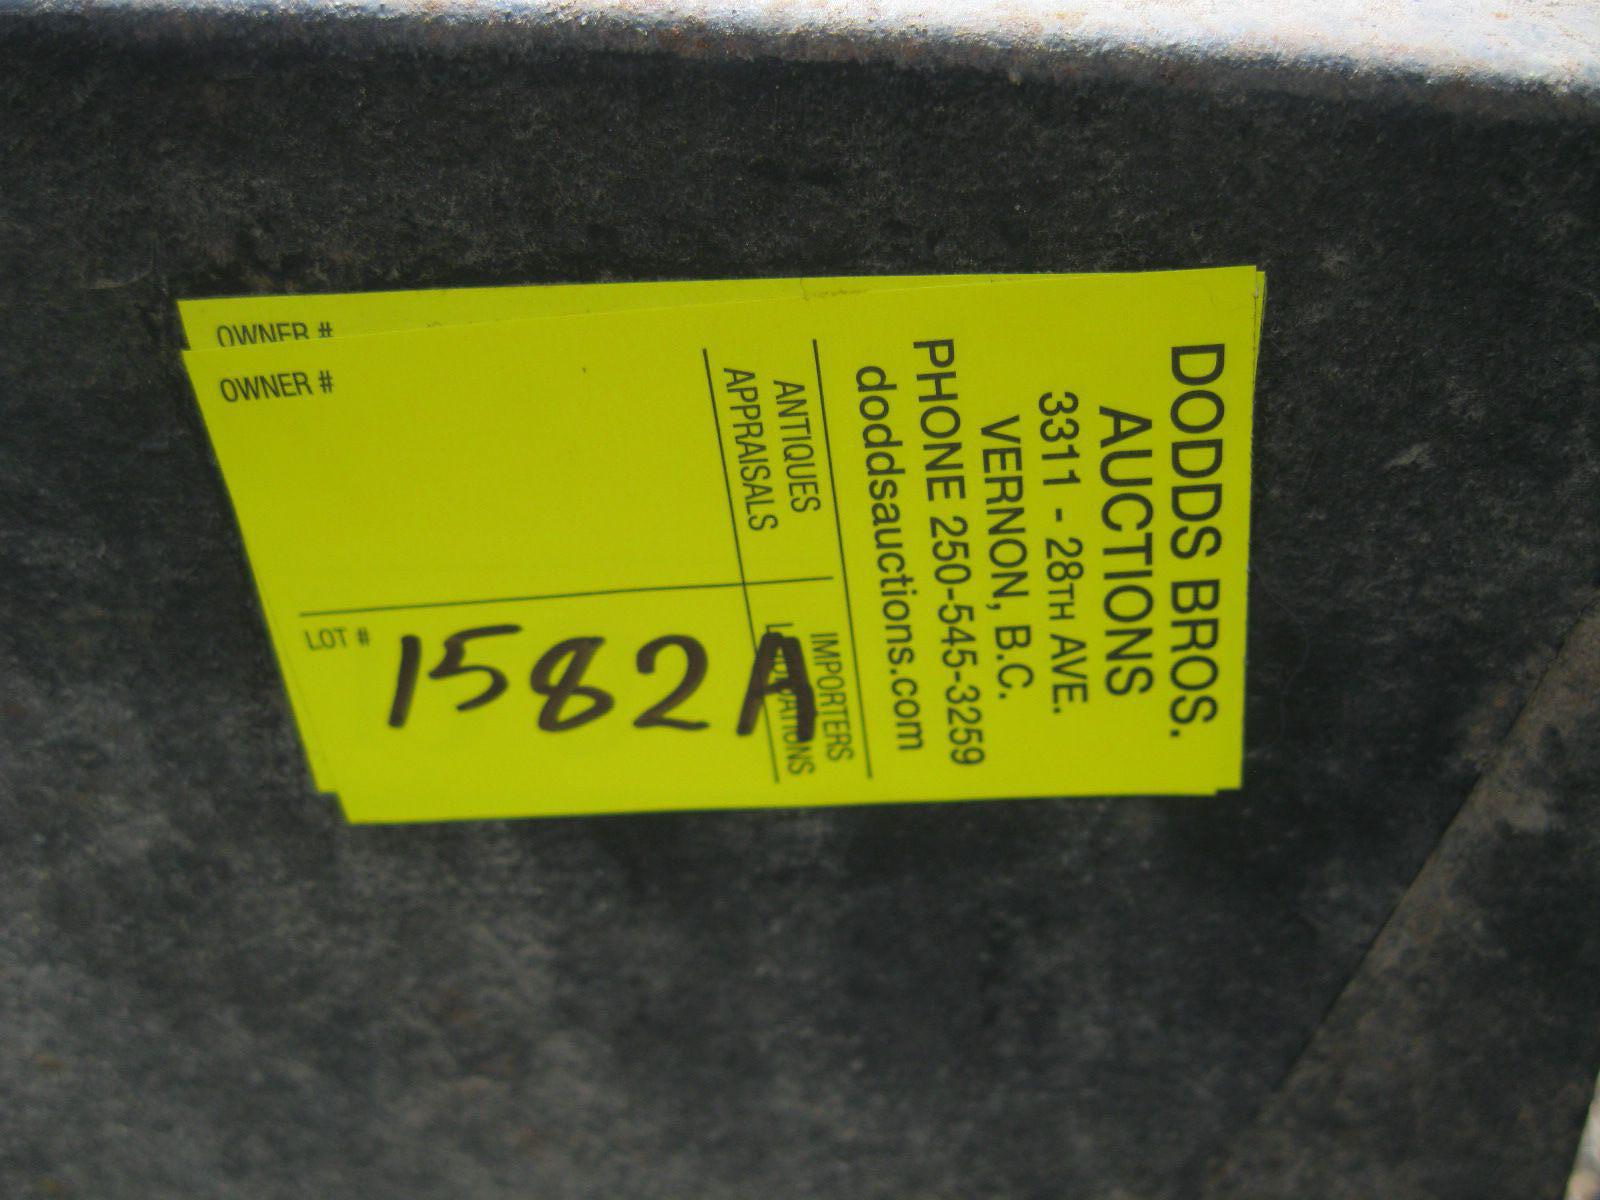 DODDS BROS.
AUCTIONS
3311 - 28TH AVE.
VERNON, B.C.
PHONE 250-545-3259
doddsauctions.com
ANTIQUES
APPRAISALS
IMPORTERS
OWNER #
OWNER #
LOT # 1582A